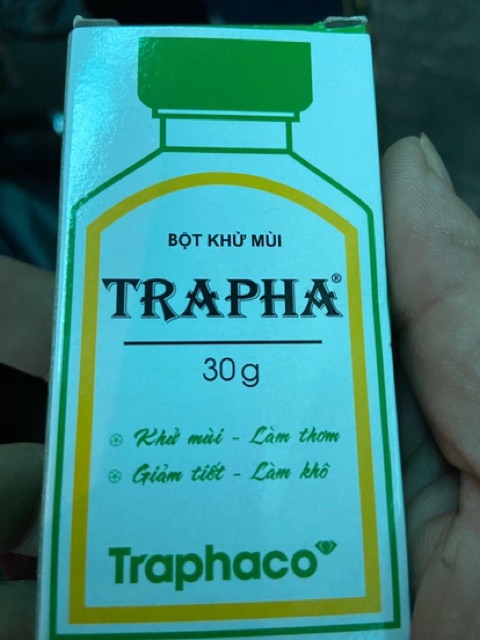 BỘT KHỬ MÙI
TRAPHA®
30g
Khử mùi - Làm thơm
Giảm tiết - Làm khô
Traphaco